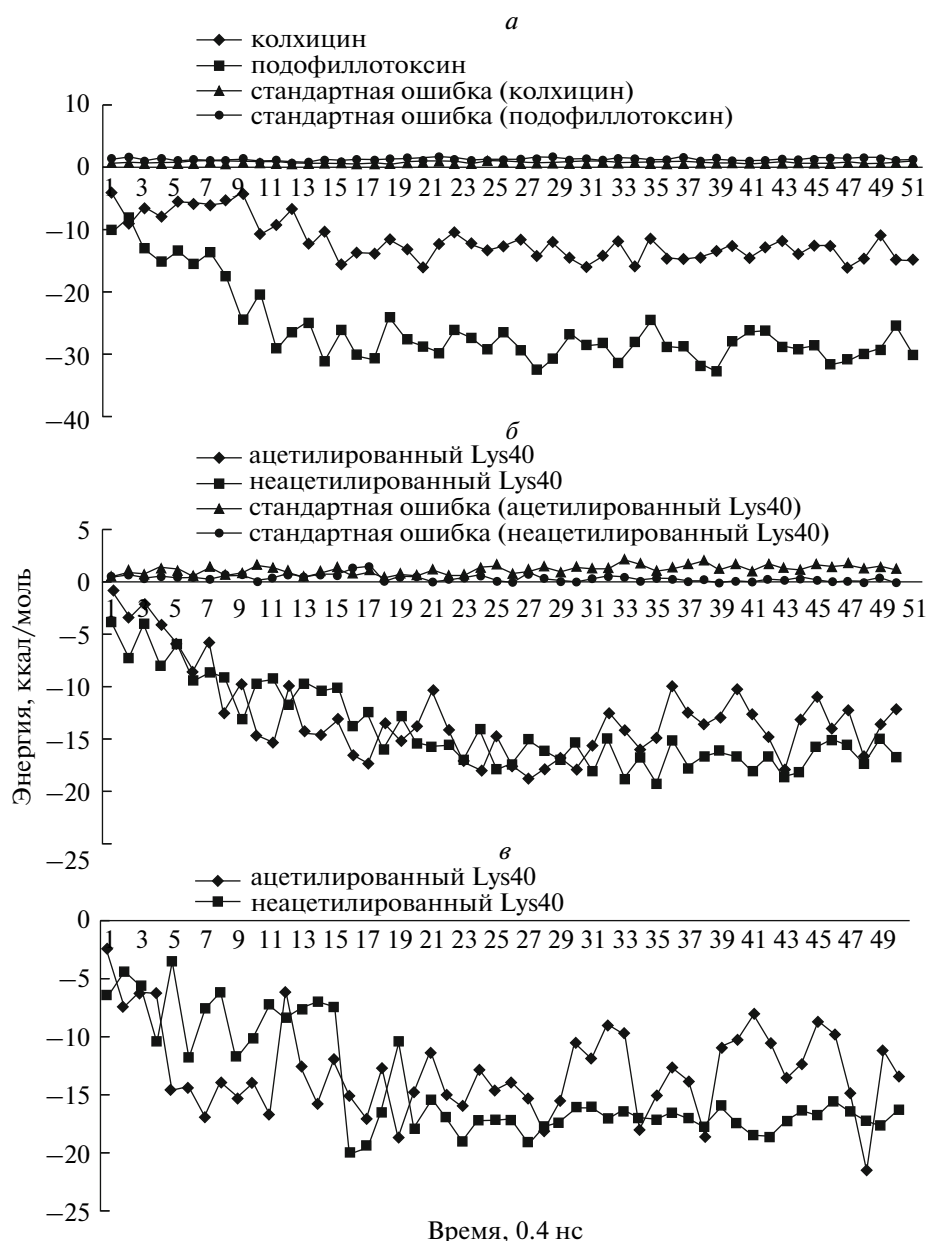 а
колхицин
подофиллотоксин
стандартная ошибка (колхицин)
стандартная ошибка (подофиллотоксин)
10
0
1 3 5 7 9 11 13 15 17 19 21 23 25 27 29 31 33 35 37 39 41 43 45 47 49 51
−10
−20
−30
−40
б
ацетилированный Lys40
неацетилированный Lys40
стандартная ошибка (ацетилированный Lys40)
стандартная ошибка (неацетилированный Lys40)
5
0
1 3 5 7 9 11 13 15 17 19 21 23 25 27 29 31 33 35 37 39 41 43 45 47 49 51
−5
−10
−15
−20
−25
Энергия, ккал/моль
в
ацетилированный Lys40
неацетилированный Lys40
0
1 3 5 7 9 11 13 15 17 19 21 23 25 27 29 31 33 35 37 39 41 43 45 47 49
−5
−10
−15
−20
−25
Время, 0.4 нс